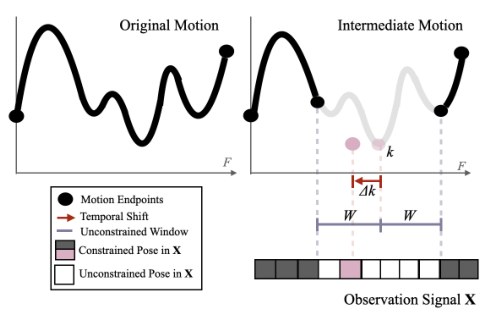 Original Motion
Intermediate Motion
F
F
k
Δk
W
W
Motion Endpoints
Temporal Shift
Unconstrained Window
Constrained Pose in X
Unconstrained Pose in X
Observation Signal X